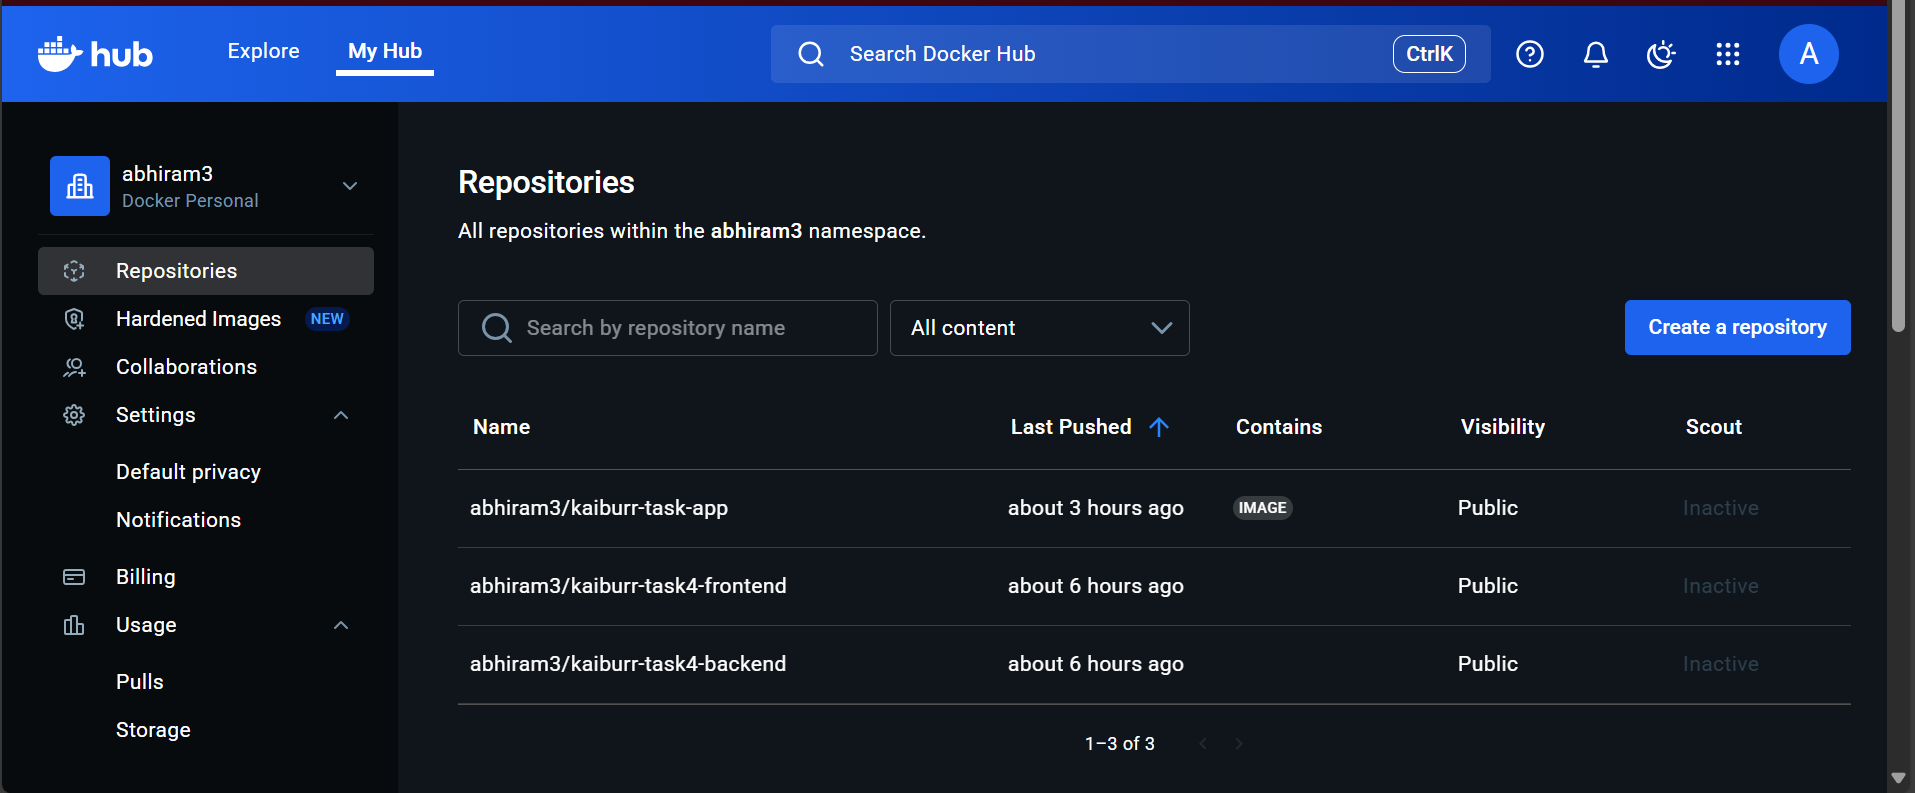 hub
Explore
My Hub
Search Docker Hub
CtrlK
A
abhiram3
Docker Personal
Repositories
Hardened Images NEW
Collaborations
Settings
Default privacy
Notifications
Billing
Usage
Pulls
Storage
Repositories
All repositories within the abhiram3 namespace.
Search by repository name
All content
Create a repository
Name Last Pushed Contains Visibility Scout
abhiram3/kaiburr-task-app about 3 hours ago IMAGE Public Inactive
abhiram3/kaiburr-task4-frontend about 6 hours ago Public Inactive
abhiram3/kaiburr-task4-backend about 6 hours ago Public Inactive
1–3 of 3